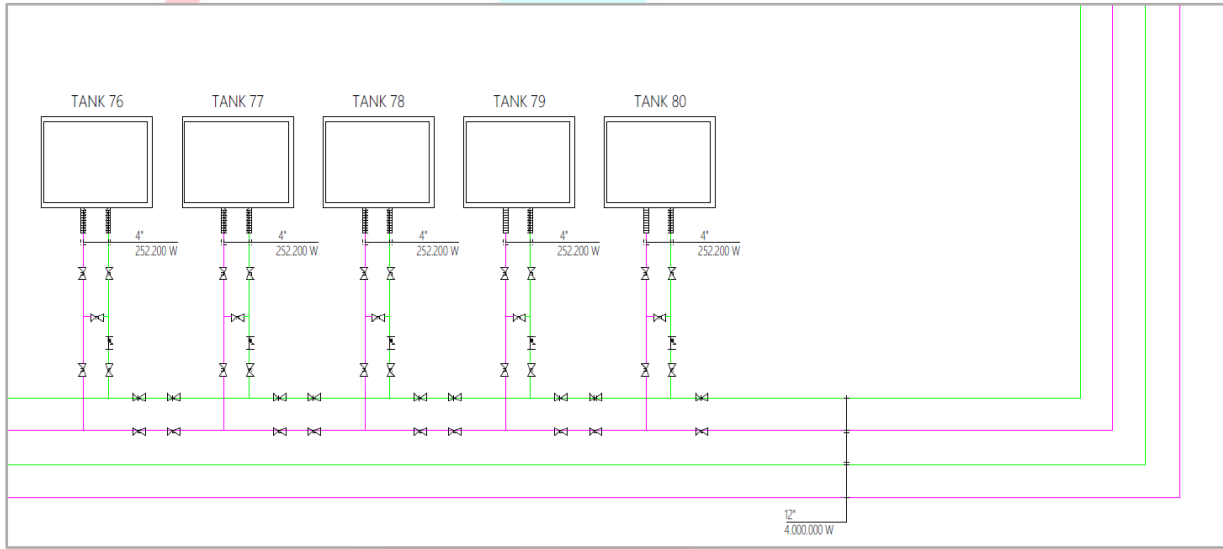 TANK 76
TANK 77
TANK 78
TANK 79
TANK 80
4"
252.200 W
4"
252.200 W
4"
252.200 W
4"
252.200 W
4"
252.200 W
12"
4.000.000 W